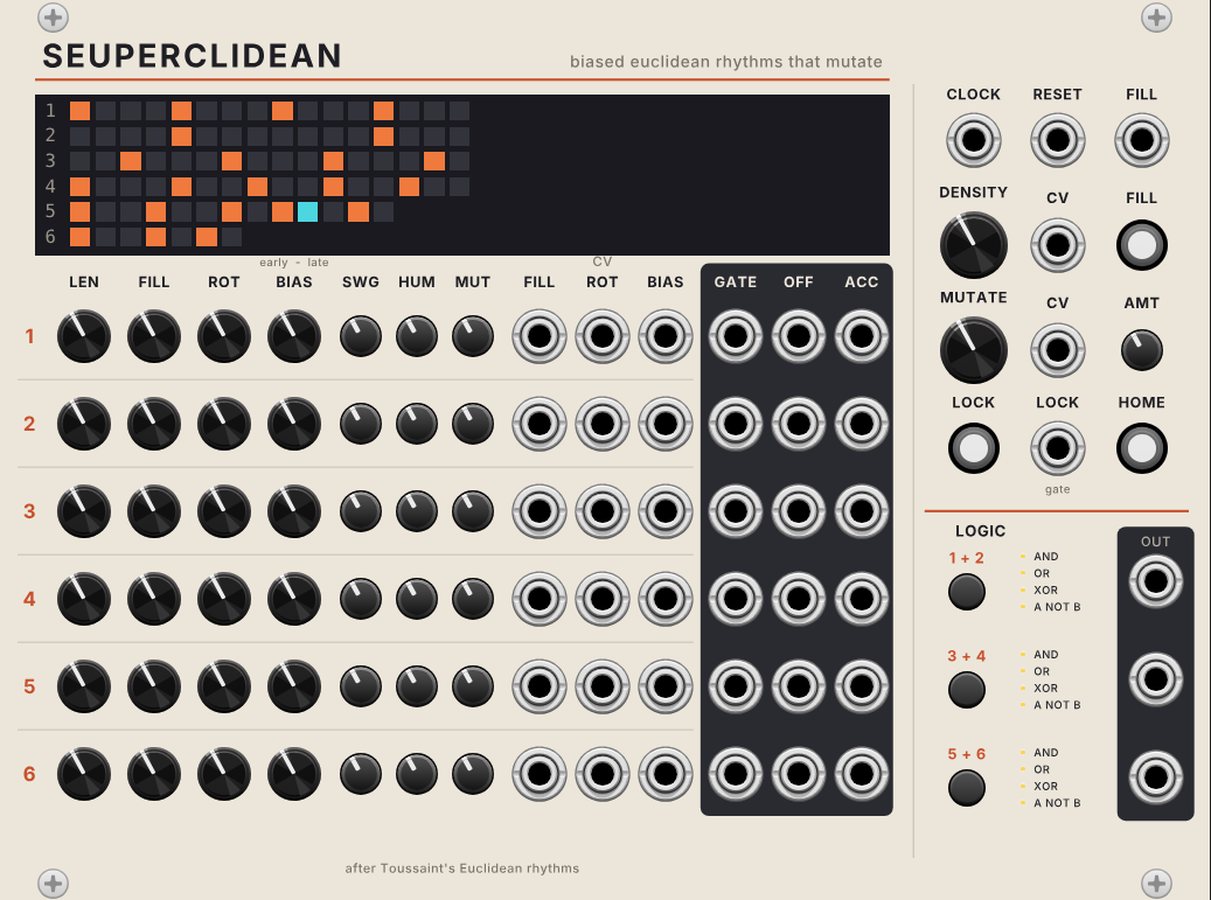 SEUPERCLIDEAN
biased euclidean rhythms that mutate
1
2
3
4
5
6
early - late
CV
LEN FILL ROT BIAS SWG HUM MUT FILL ROT BIAS GATE OFF ACC
1
2
3
4
5
6
after Toussaint's Euclidean rhythms
CLOCK RESET FILL
DENSITY CV FILL
MUTATE CV AMT
LOCK LOCK HOME
gate
LOGIC
OUT
1 + 2
AND
OR
XOR
A NOT B
3 + 4
AND
OR
XOR
A NOT B
5 + 6
AND
OR
XOR
A NOT B